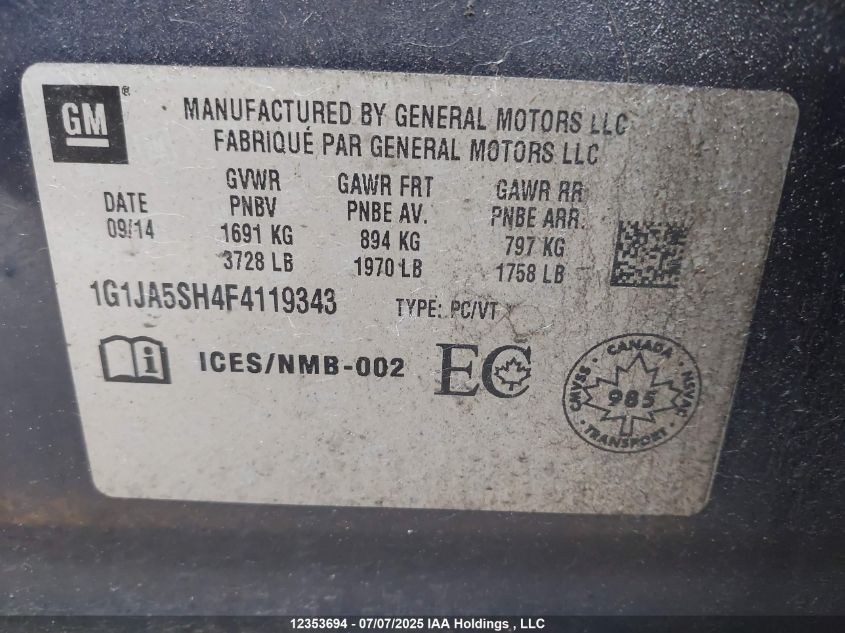 GM ®
MANUFACTURED BY GENERAL MOTORS LLC
FABRIQUÉ PAR GENERAL MOTORS LLC
DATE
09/14
GVWR
PNBV
1691 KG
3728 LB
GAWR FRT
PNBE AV.
894 KG
1970 LB
GAWR RR
PNBE ARR.
797 KG
1758 LB
1G1JA5SH4F4119343 TYPE: PC/VT
i ICES/NMB-002 EC
CANADA
CMVSS NSVAC
985
TRANSPORT
12353694 - 07/07/2025 IAA Holdings , LLC